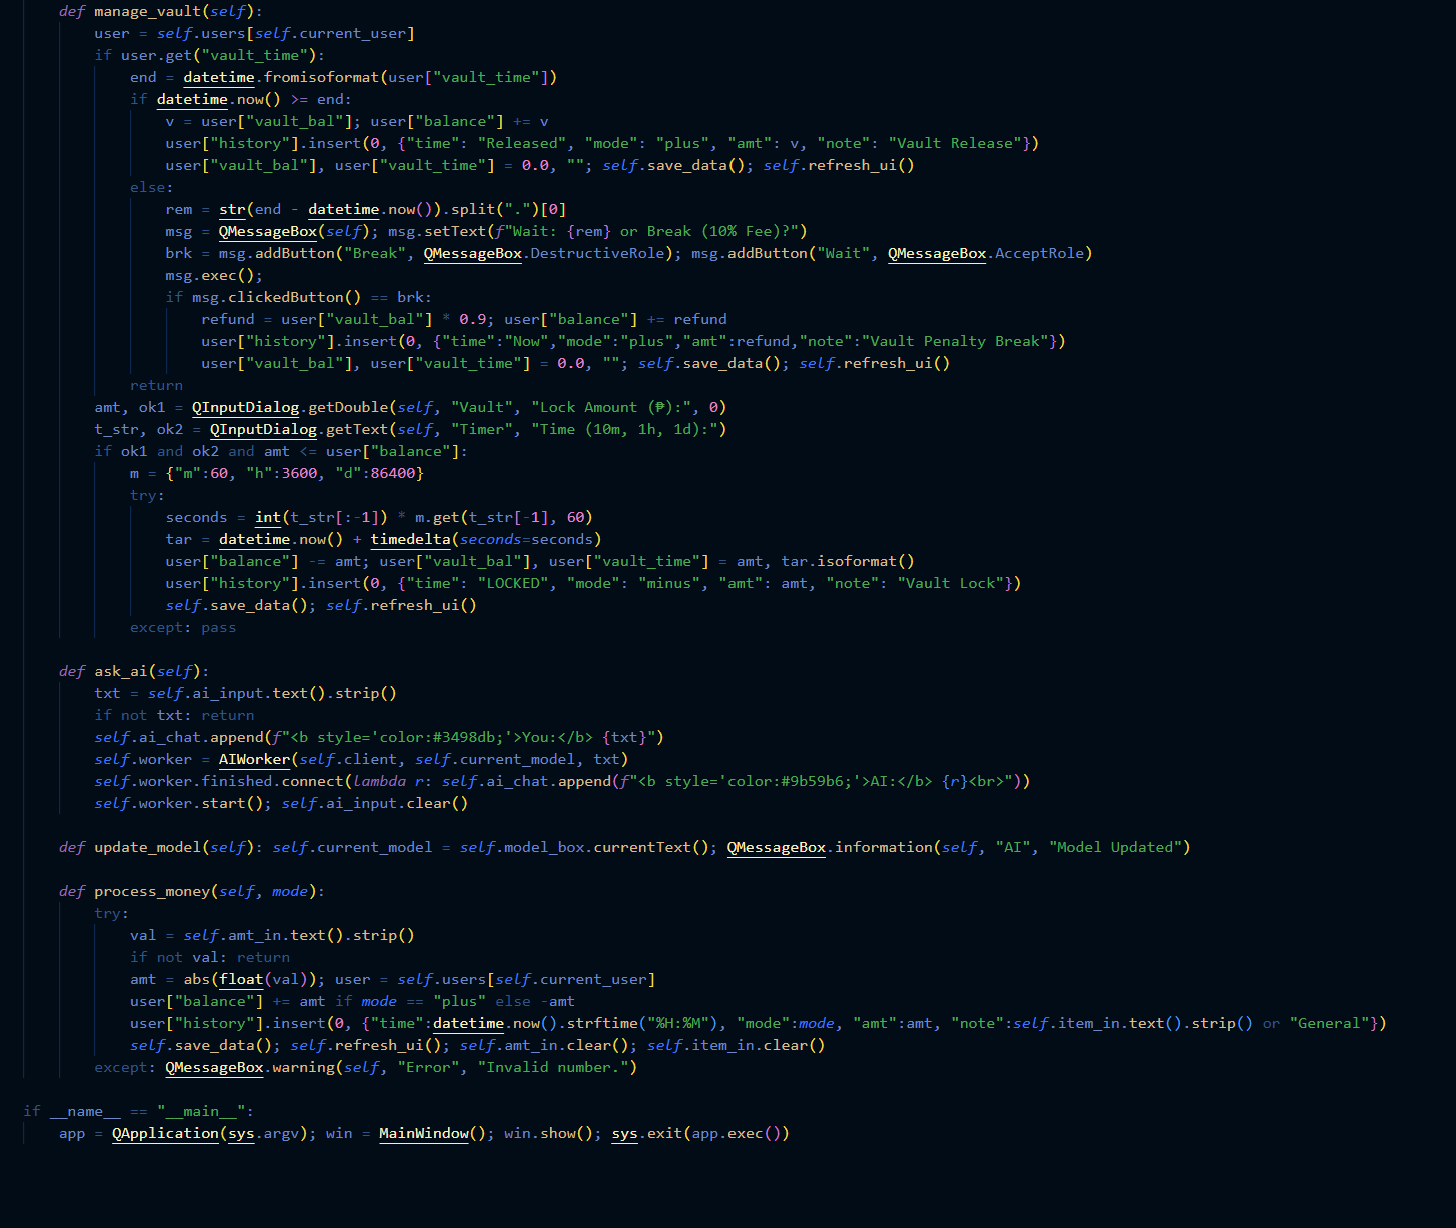 def manage_vault(self):
user = self.users[self.current_user]
if user.get("vault_time"):
end = datetime.fromisoformat(user["vault_time"])
if datetime.now() >= end:
v = user["vault_bal"]; user["balance"] += v
user["history"].insert(0, {"time": "Released", "mode": "plus", "amt": v, "note": "Vault Release"})
user["vault_bal"], user["vault_time"] = 0.0, ""; self.save_data(); self.refresh_ui()
else:
rem = str(end - datetime.now()).split(".")[0]
msg = QMessageBox(self); msg.setText(f"Wait: {rem} or Break (10% Fee)?")
brk = msg.addButton("Break", QMessageBox.DestructiveRole); msg.addButton("Wait", QMessageBox.AcceptRole)
msg.exec();
if msg.clickedButton() == brk:
refund = user["vault_bal"] * 0.9; user["balance"] += refund
user["history"].insert(0, {"time":"Now","mode":"plus","amt":refund,"note":"Vault Penalty Break"})
user["vault_bal"], user["vault_time"] = 0.0, ""; self.save_data(); self.refresh_ui()
return
amt, ok1 = QInputDialog.getDouble(self, "Vault", "Lock Amount (₱):", 0)
t_str, ok2 = QInputDialog.getText(self, "Timer", "Time (10m, 1h, 1d):")
if ok1 and ok2 and amt <= user["balance"]:
m = {"m":60, "h":3600, "d":86400}
try:
seconds = int(t_str[:-1]) * m.get(t_str[-1], 60)
tar = datetime.now() + timedelta(seconds=seconds)
user["balance"] -= amt; user["vault_bal"], user["vault_time"] = amt, tar.isoformat()
user["history"].insert(0, {"time": "LOCKED", "mode": "minus", "amt": amt, "note": "Vault Lock"})
self.save_data(); self.refresh_ui()
except: pass
def ask_ai(self):
txt = self.ai_input.text().strip()
if not txt: return
self.ai_chat.append(f"<b style='color:#3498db;'>You:</b> {txt}")
self.worker = AIWorker(self.client, self.current_model, txt)
self.worker.finished.connect(lambda r: self.ai_chat.append(f"<b style='color:#9b59b6;'>AI:</b> {r}<br>"))
self.worker.start(); self.ai_input.clear()
def update_model(self): self.current_model = self.model_box.currentText(); QMessageBox.information(self, "AI", "Model Updated")
def process_money(self, mode):
try:
val = self.amt_in.text().strip()
if not val: return
amt = abs(float(val)); user = self.users[self.current_user]
user["balance"] += amt if mode == "plus" else -amt
user["history"].insert(0, {"time":datetime.now().strftime("%H:%M"), "mode":mode, "amt":amt, "note":self.item_in.text().strip() or "General"})
self.save_data(); self.refresh_ui(); self.amt_in.clear(); self.item_in.clear()
except: QMessageBox.warning(self, "Error", "Invalid number.")
if __name__ == "__main__":
app = QApplication(sys.argv); win = MainWindow(); win.show(); sys.exit(app.exec())